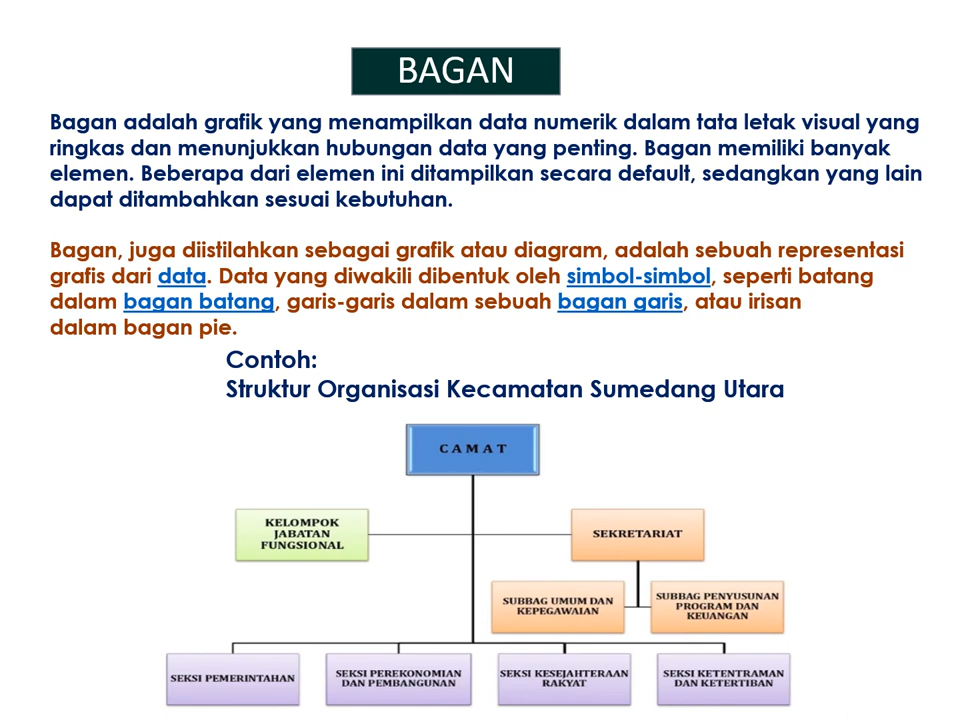 BAGAN
Bagan adalah grafik yang menampilkan data numerik dalam tata letak visual yang
ringkas dan menunjukkan hubungan data yang penting. Bagan memiliki banyak
elemen. Beberapa dari elemen ini ditampilkan secara default, sedangkan yang lain
dapat ditambahkan sesuai kebutuhan.
Bagan, juga diistilahkan sebagai grafik atau diagram, adalah sebuah representasi
grafis dari data. Data yang diwakili dibentuk oleh simbol-simbol, seperti batang
dalam bagan batang, garis-garis dalam sebuah bagan garis, atau irisan
dalam bagan pie.
Contoh:
Struktur Organisasi Kecamatan Sumedang Utara
C A M A T
KELOMPOK
JABATAN
FUNGSIONAL
SEKRETARIAT
SUBBAG UMUM DAN
KEPEGAWAIAN
SUBBAG PENYUSUNAN
PROGRAM DAN
KEUANGAN
SEKSI PEMERINTAHAN
SEKSI PEREKONOMIAN
DAN PEMBANGUNAN
SEKSI KESEJAHTERAAN
RAKYAT
SEKSI KETENTRAMAN
DAN KETERTIBAN